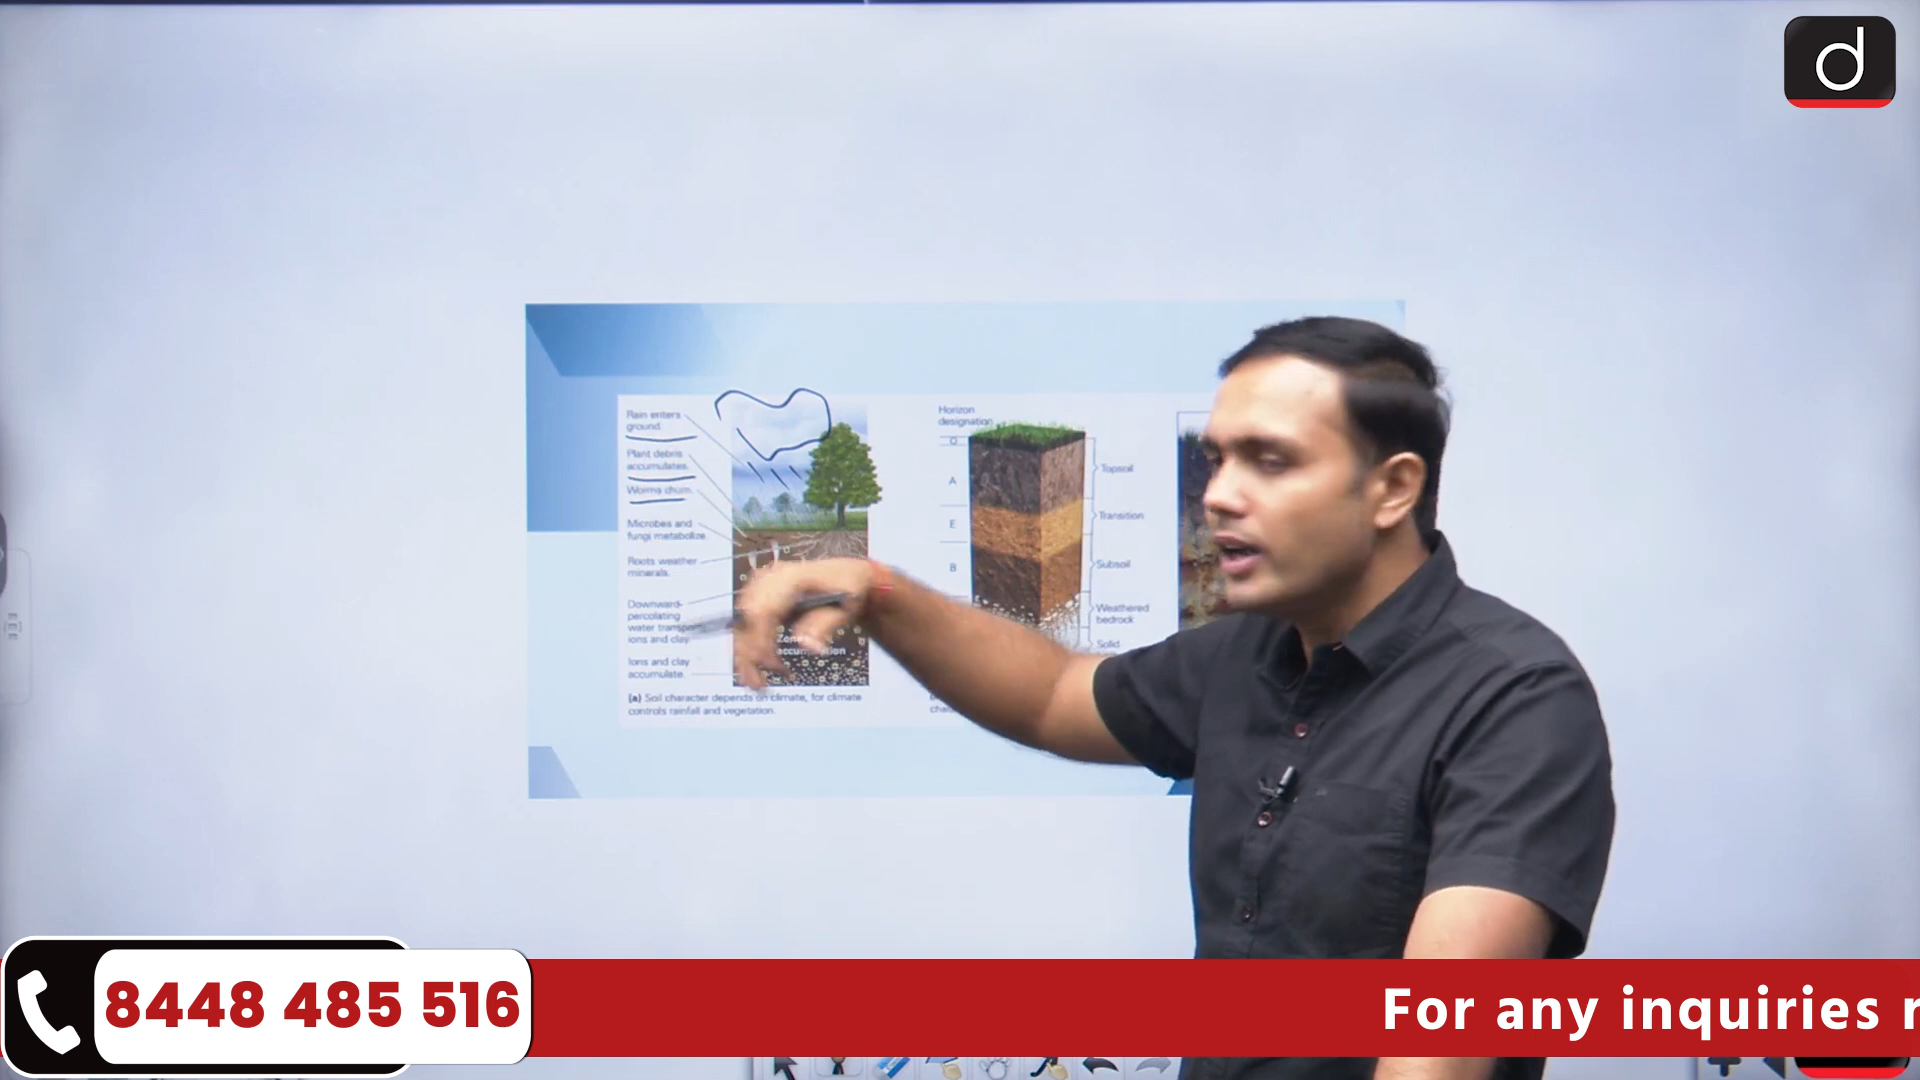 d
Rain enters
ground.
Plant debris
accumulates.
Worms churn.
Microbes and
fungi metabolize.
Roots weather
minerals.
Downward-
percolating
water transports
ions and clay
Ions and clay
accumulate.
Zone
accumulation
(a) Soil character depends on climate, for climate
controls rainfall and vegetation.
Horizon
designation
O
A
E
B
Topsoil
Transition
Subsoil
Weathered
bedrock
Solid
8448 485 516
For any inquiries